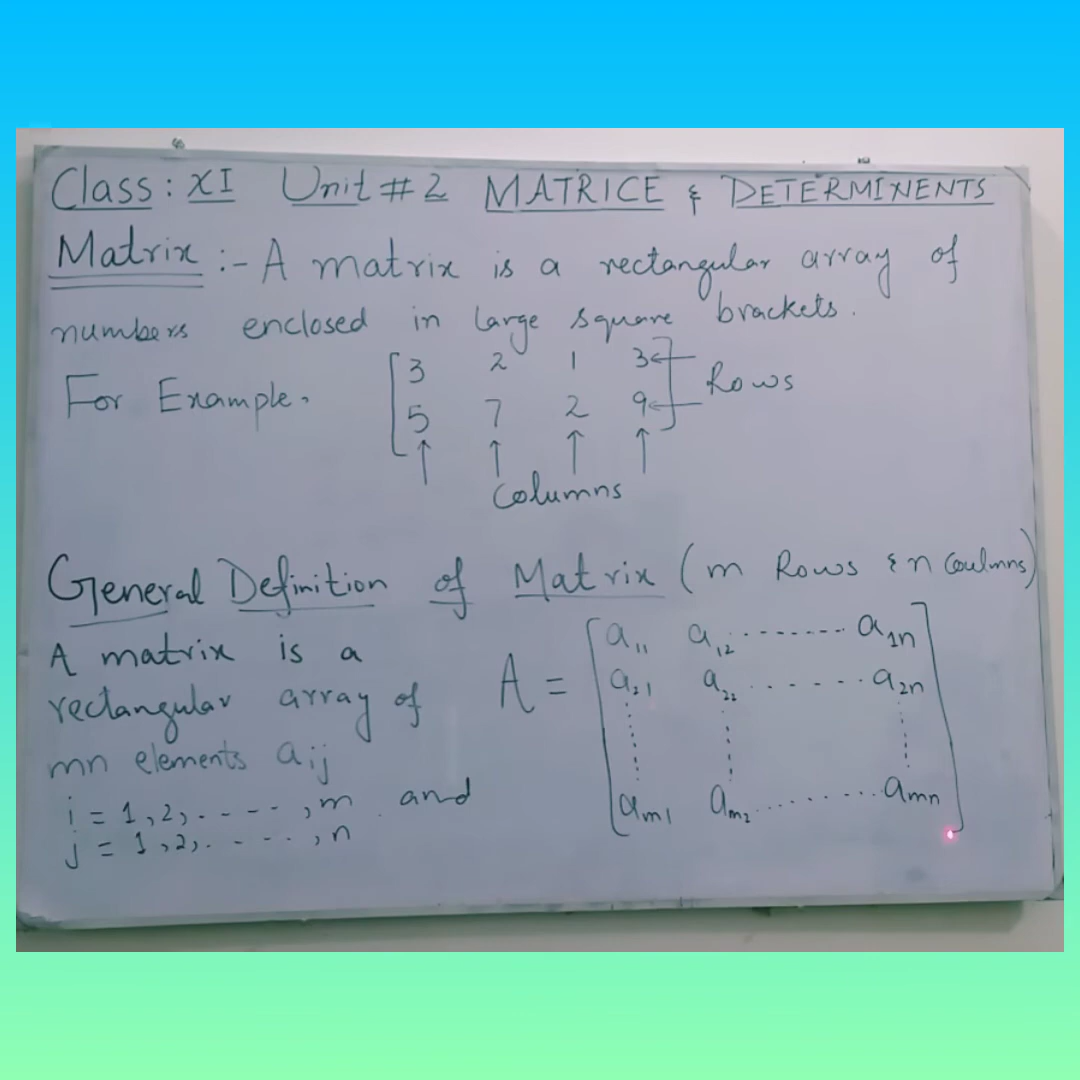 Class: XI Unit #2 MATRICE & DETERMINENTS
Matrix :- A matrix is a rectangular array of
numbers enclosed in large square brackets.
For Example.
3 2 1 3 ← Rows
5 7 2 9 ←
↑ ↑ ↑ ↑
Columns
General Definition of Matrix (m Rows & n Coulmns)
A matrix is a
rectangular array of
mn elements aij
i = 1,2,.----,m and
j = 1,2,.----,n
A =
a11 a12 ........ a1n
a21 a22 ........ a2n
am1 am2 ........ amn